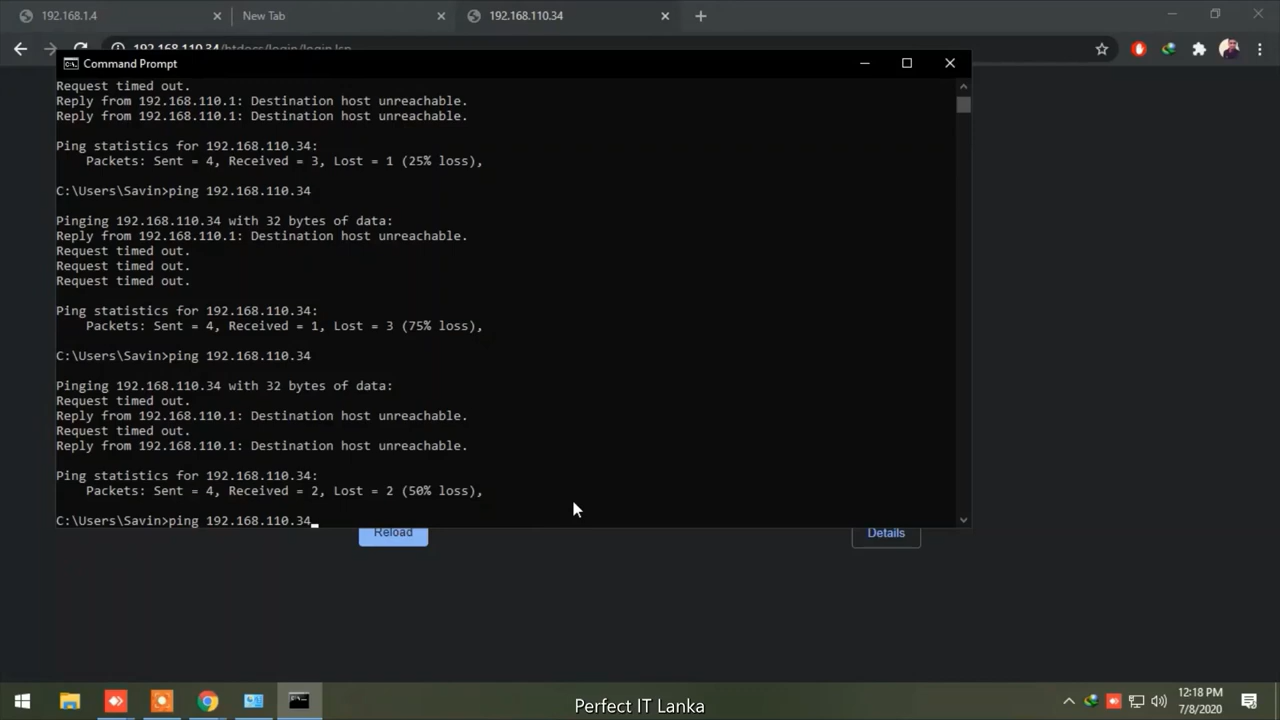 192.168.1.4
New Tab
192.168.110.34
192.168.110.34/htdocs/login/login.lsp
Command Prompt
Request timed out.
Reply from 192.168.110.1: Destination host unreachable.
Reply from 192.168.110.1: Destination host unreachable.
Ping statistics for 192.168.110.34:
Packets: Sent = 4, Received = 3, Lost = 1 (25% loss),
C:\Users\Savin>ping 192.168.110.34
Pinging 192.168.110.34 with 32 bytes of data:
Reply from 192.168.110.1: Destination host unreachable.
Request timed out.
Request timed out.
Request timed out.
Ping statistics for 192.168.110.34:
Packets: Sent = 4, Received = 1, Lost = 3 (75% loss),
C:\Users\Savin>ping 192.168.110.34
Pinging 192.168.110.34 with 32 bytes of data:
Request timed out.
Reply from 192.168.110.1: Destination host unreachable.
Request timed out.
Reply from 192.168.110.1: Destination host unreachable.
Ping statistics for 192.168.110.34:
Packets: Sent = 4, Received = 2, Lost = 2 (50% loss),
C:\Users\Savin>ping 192.168.110.34
Reload
Details
Perfect IT Lanka
12:18 PM
7/8/2020